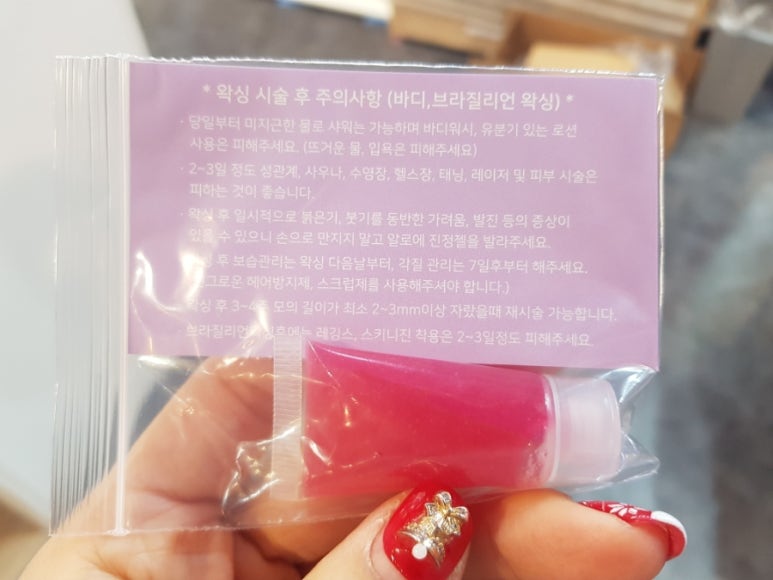 * 왁싱 시술 후 주의사항 (바디,브라질리언 왁싱) *
· 당일부터 미지근한 물로 샤워는 가능하며 바디워시, 유분기 있는 로션
사용은 피해주세요. (뜨거운 물, 입욕은 피해주세요)
· 2~3일 정도 성관계, 사우나, 수영장, 헬스장, 태닝, 레이저 및 피부 시술은
피하는 것이 좋습니다.
· 왁싱 후 일시적으로 붉은기, 붓기를 동반한 가려움, 발진 등의 증상이
있을 수 있으니 손으로 만지지 말고 알로에 진정젤을 발라주세요.
· 왁싱 후 보습관리는 왁싱 다음날부터, 각질 관리는 7일후부터 해주세요.
헤어방지제, 스크럽제를 사용해주셔야 합니다.)
· 왁싱 후 3~4주 모의 길이가 최소 2~3mm이상 자랐을때 재시술 가능합니다.
· 브라질리언 레깅스, 스키니진 착용은 2~3일정도 피해주세요.